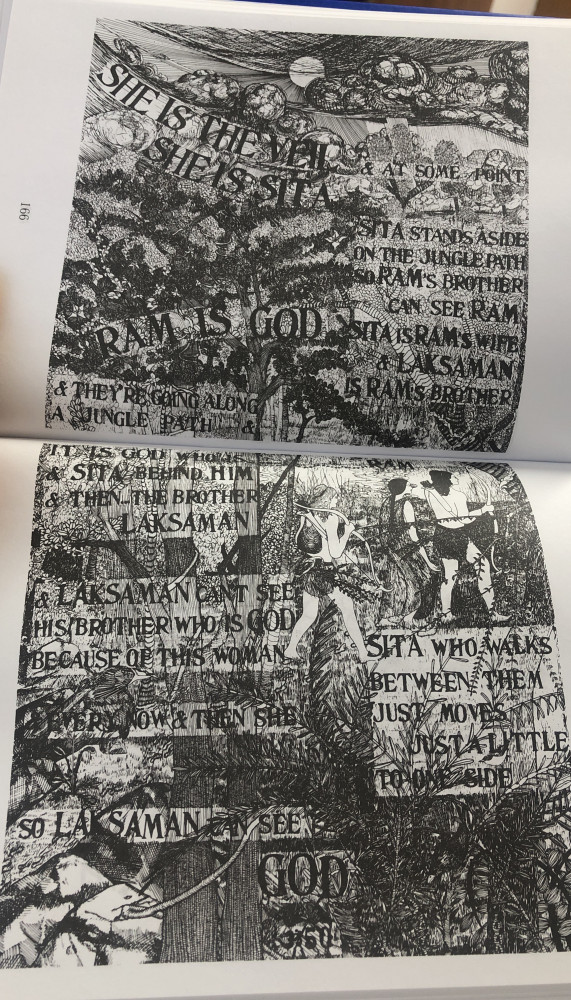 166
SHE IS THE VEIL
SHE IS SITA
RAM IS GOD
& THEY'RE GOING ALONG
A JUNGLE PATH &
& AT SOME POINT
SITA STANDS ASIDE
ON THE JUNGLE PATH
SO RAM'S BROTHER
CAN SEE RAM
SITA IS RAM'S WIFE
& LAKSAMAN
IS RAM'S BROTHER
IT IS GOD WHO IS
RAM
& SITA BEHIND HIM
& THEN THE BROTHER
LAKSAMAN
& LAKSAMAN CAN'T SEE
HIS BROTHER WHO IS GOD
BECAUSE OF THIS WOMAN
SITA WHO WALKS
BETWEEN THEM
& EVERY NOW & THEN SHE
JUST MOVES
JUST A LITTLE
TO ONE SIDE
SO LAKSAMAN CAN SEE
GOD